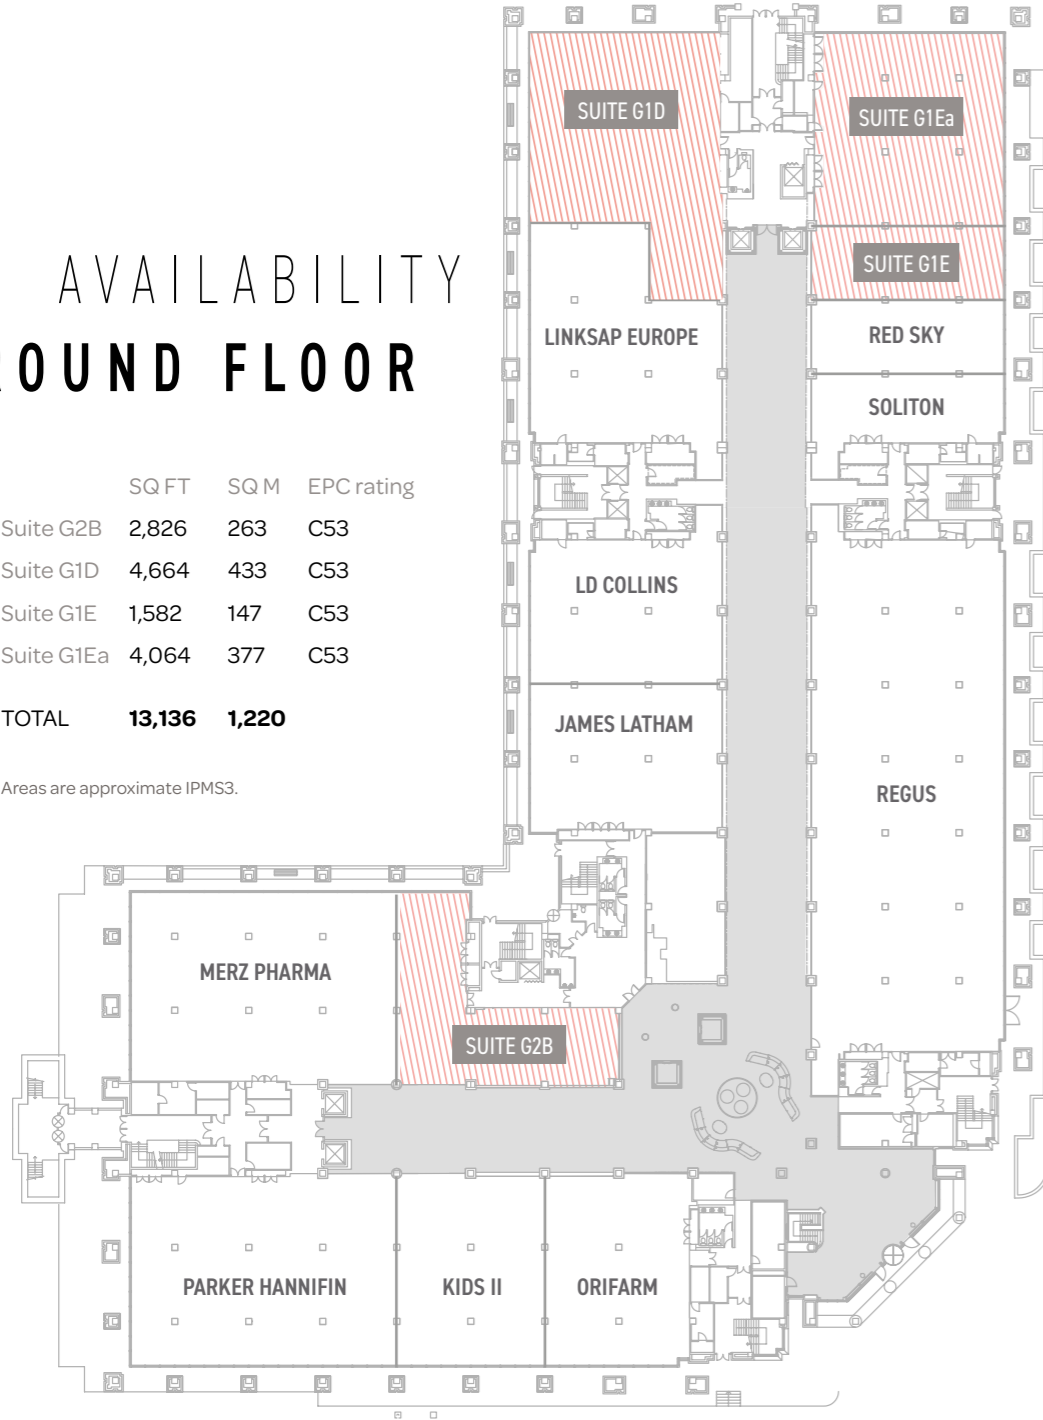 AVAILABILITY
ROUND FLOOR
SQ FT SQ M EPC rating
Suite G2B 2,826 263 C53
Suite G1D 4,664 433 C53
Suite G1E 1,582 147 C53
Suite G1Ea 4,064 377 C53
TOTAL 13,136 1,220
Areas are approximate IPMS3.
SUITE G1D
SUITE G1Ea
SUITE G1E
LINKSAP EUROPE
RED SKY
SOLITON
LD COLLINS
JAMES LATHAM
REGUS
MERZ PHARMA
SUITE G2B
PARKER HANNIFIN
KIDS II
ORIFARM